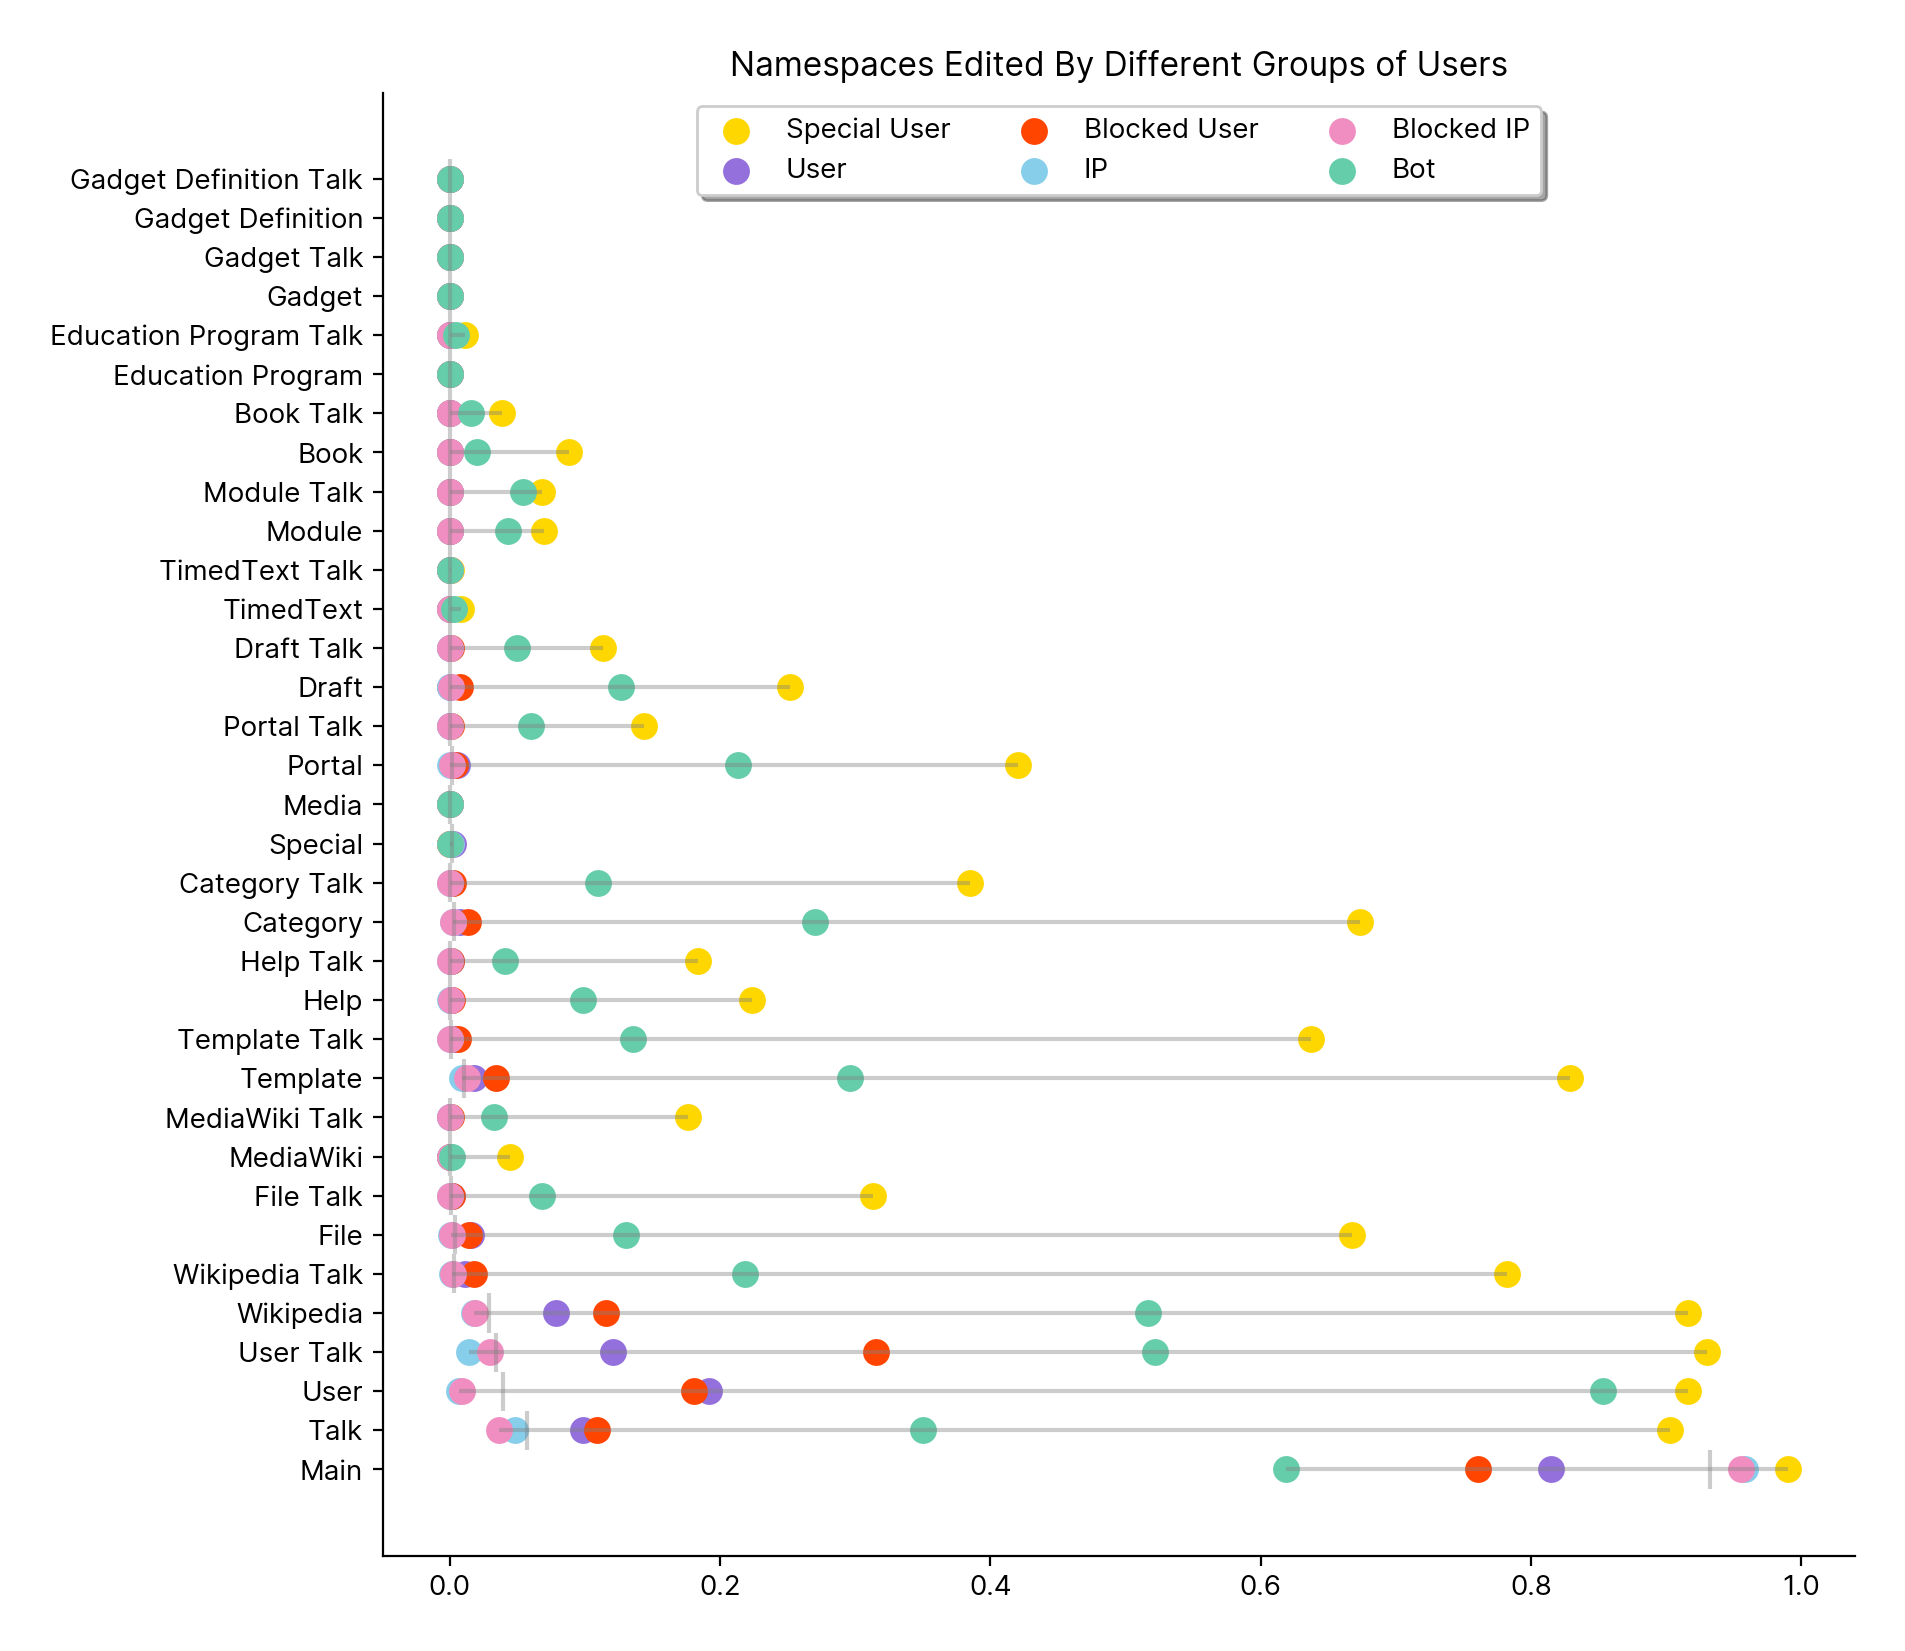 Namespaces Edited By Different Groups of Users
Special User
Blocked User
Blocked IP
User
IP
Bot
Gadget Definition Talk
Gadget Definition
Gadget Talk
Gadget
Education Program Talk
Education Program
Book Talk
Book
Module Talk
Module
TimedText Talk
TimedText
Draft Talk
Draft
Portal Talk
Portal
Media
Special
Category Talk
Category
Help Talk
Help
Template Talk
Template
MediaWiki Talk
MediaWiki
File Talk
File
Wikipedia Talk
Wikipedia
User Talk
User
Talk
Main
0.0
0.2
0.4
0.6
0.8
1.0